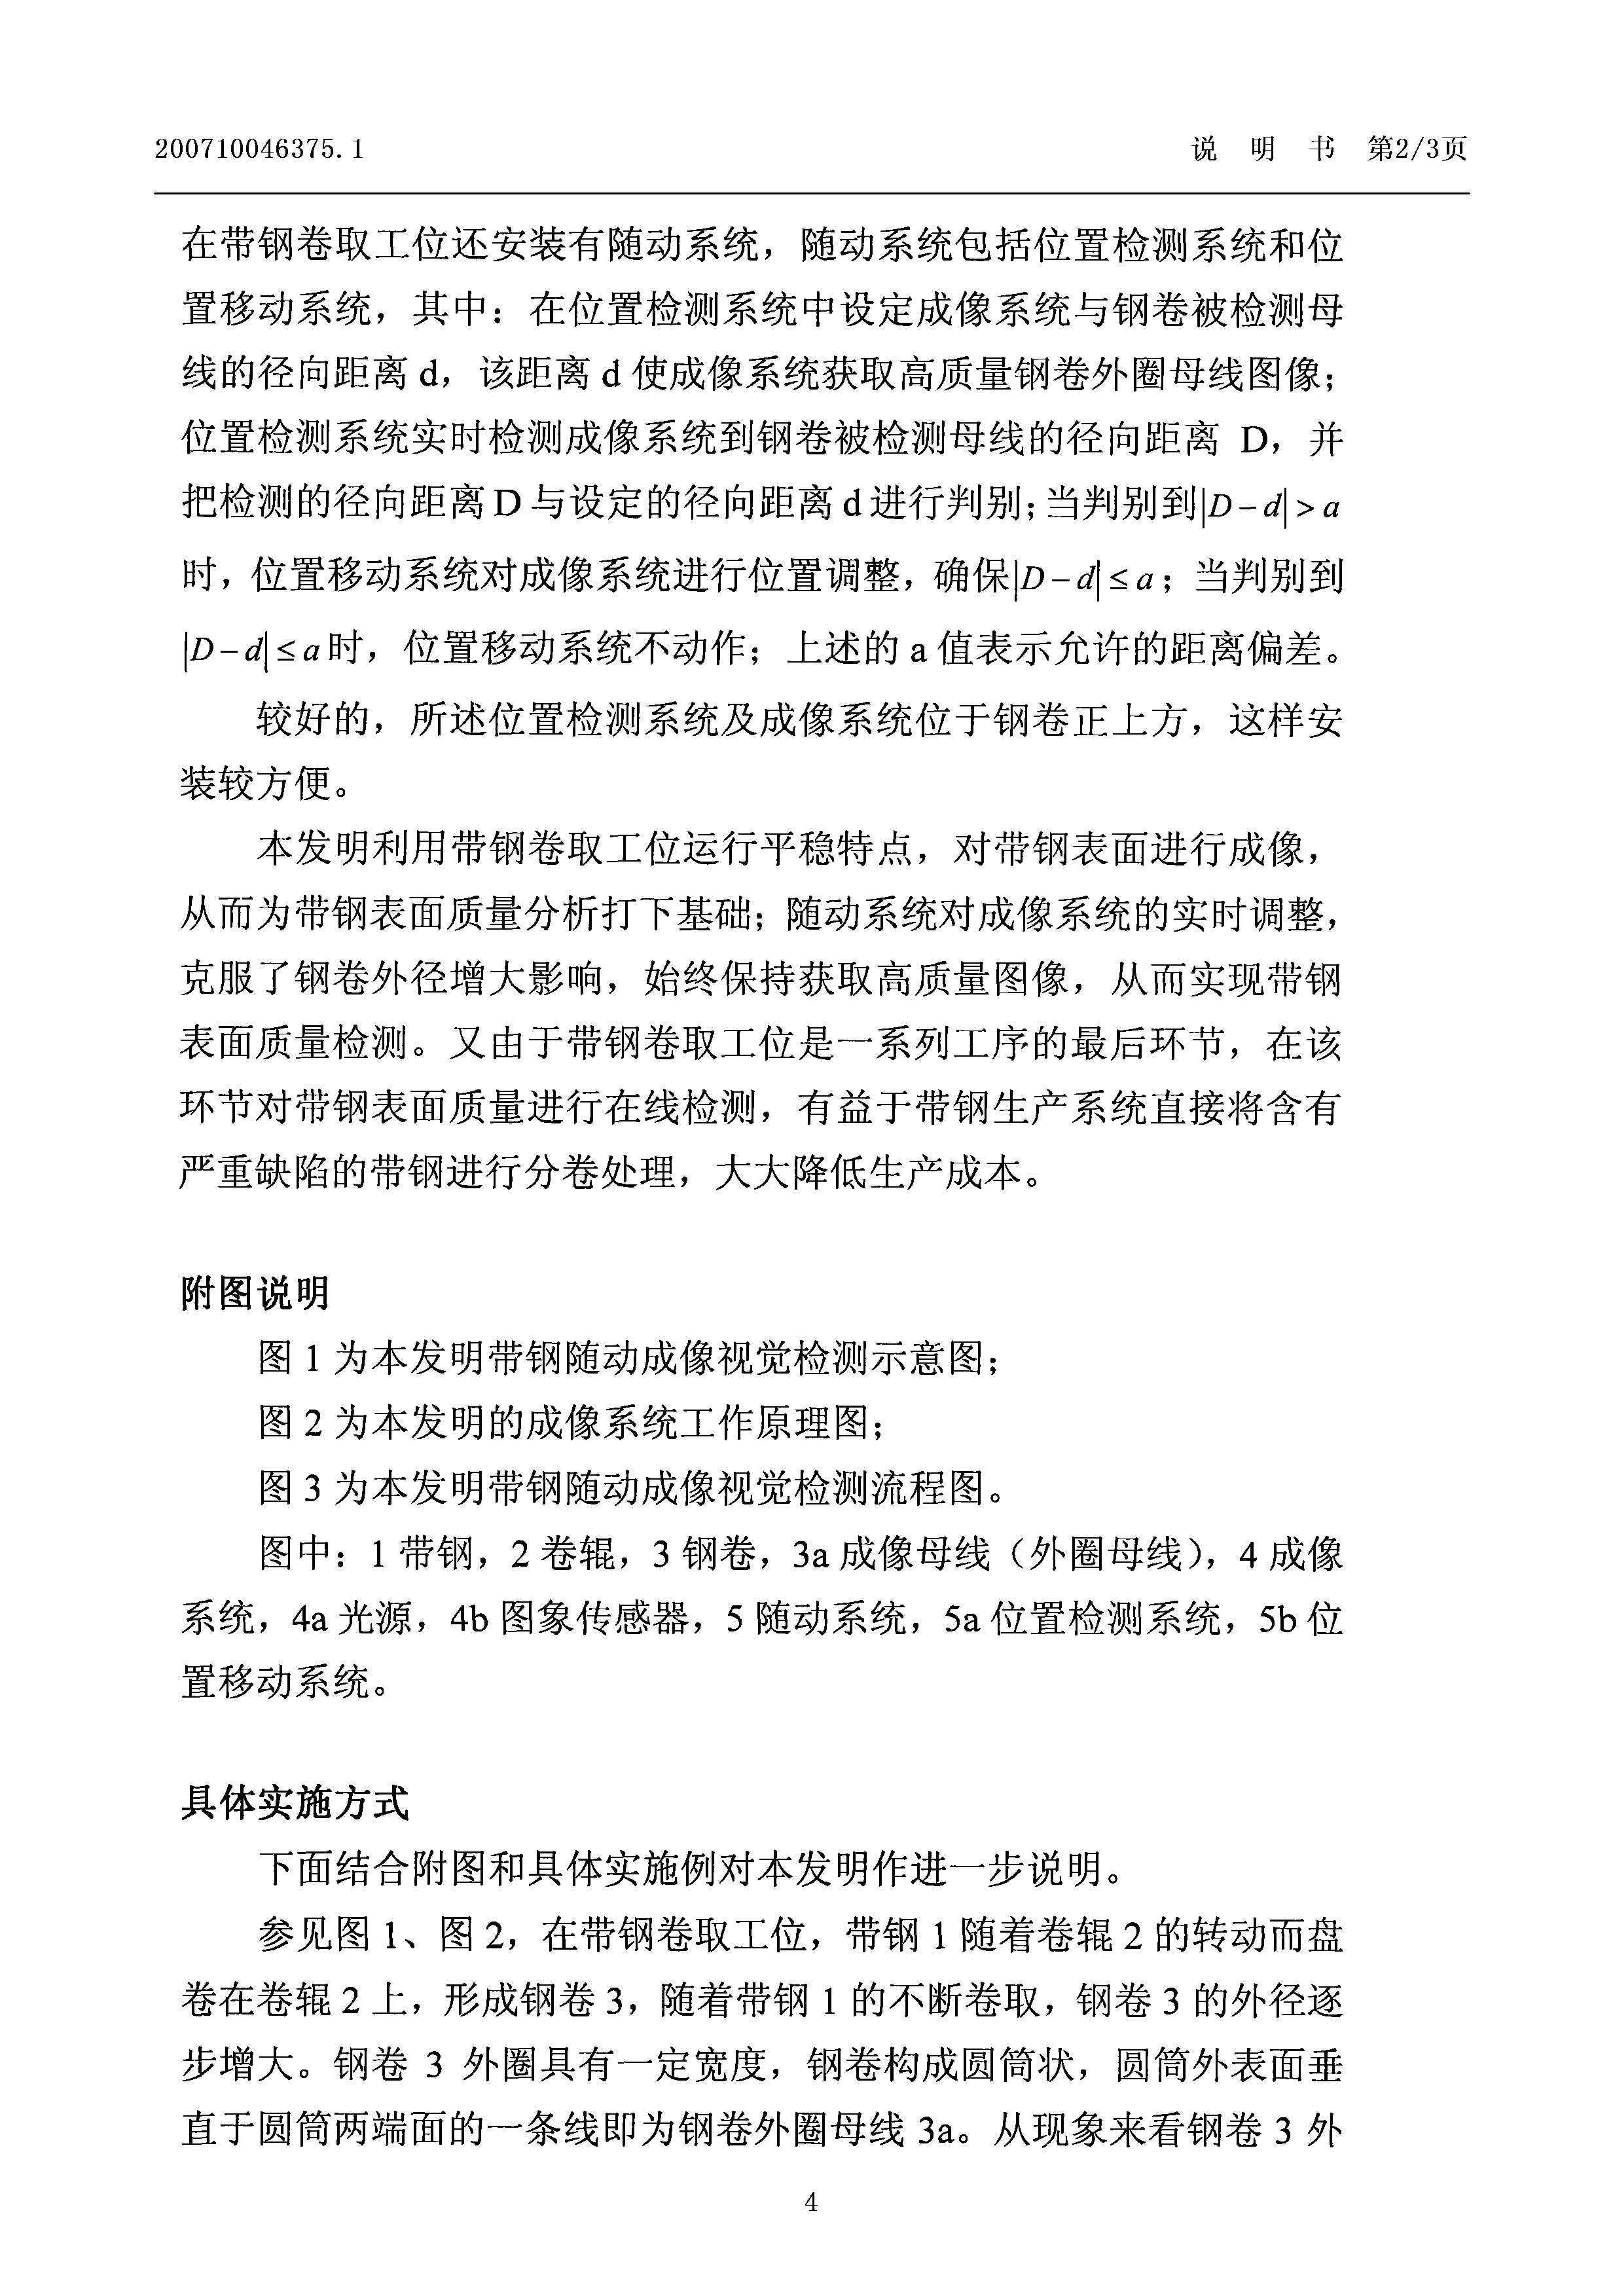 200710046375.1 说 明 书 第2/3页
在带钢卷取工位还安装有随动系统，随动系统包括位置检测系统和位
置移动系统，其中：在位置检测系统中设定成像系统与钢卷被检测母
线的径向距离 d，该距离 d 使成像系统获取高质量钢卷外圈母线图像；
位置检测系统实时检测成像系统到钢卷被检测母线的径向距离 D，并
把检测的径向距离 D 与设定的径向距离 d 进行判别；当判别到|D−d|>a
时，位置移动系统对成像系统进行位置调整，确保|D−d|≤a；当判别到
|D−d|≤a 时，位置移动系统不动作；上述的 a 值表示允许的距离偏差。
较好的，所述位置检测系统及成像系统位于钢卷正上方，这样安
装较方便。
本发明利用带钢卷取工位运行平稳特点，对带钢表面进行成像，
从而为带钢表面质量分析打下基础；随动系统对成像系统的实时调整，
克服了钢卷外径增大影响，始终保持获取高质量图像，从而实现带钢
表面质量检测。又由于带钢卷取工位是一系列工序的最后环节，在该
环节对带钢表面质量进行在线检测，有益于带钢生产系统直接将含有
严重缺陷的带钢进行分卷处理，大大降低生产成本。
附图说明
图 1 为本发明带钢随动成像视觉检测示意图；
图 2 为本发明的成像系统工作原理图；
图 3 为本发明带钢随动成像视觉检测流程图。
图中：1 带钢，2 卷辊，3 钢卷，3a 成像母线（外圈母线），4 成像
系统，4a 光源，4b 图象传感器，5 随动系统，5a 位置检测系统，5b 位
置移动系统。
具体实施方式
下面结合附图和具体实施例对本发明作进一步说明。
参见图 1、图 2，在带钢卷取工位，带钢 1 随着卷辊 2 的转动而盘
卷在卷辊 2 上，形成钢卷 3，随着带钢 1 的不断卷取，钢卷 3 的外径逐
步增大。钢卷 3 外圈具有一定宽度，钢卷构成圆筒状，圆筒外表面垂
直于圆筒两端面的一条线即为钢卷外圈母线 3a。从现象来看钢卷 3 外
4